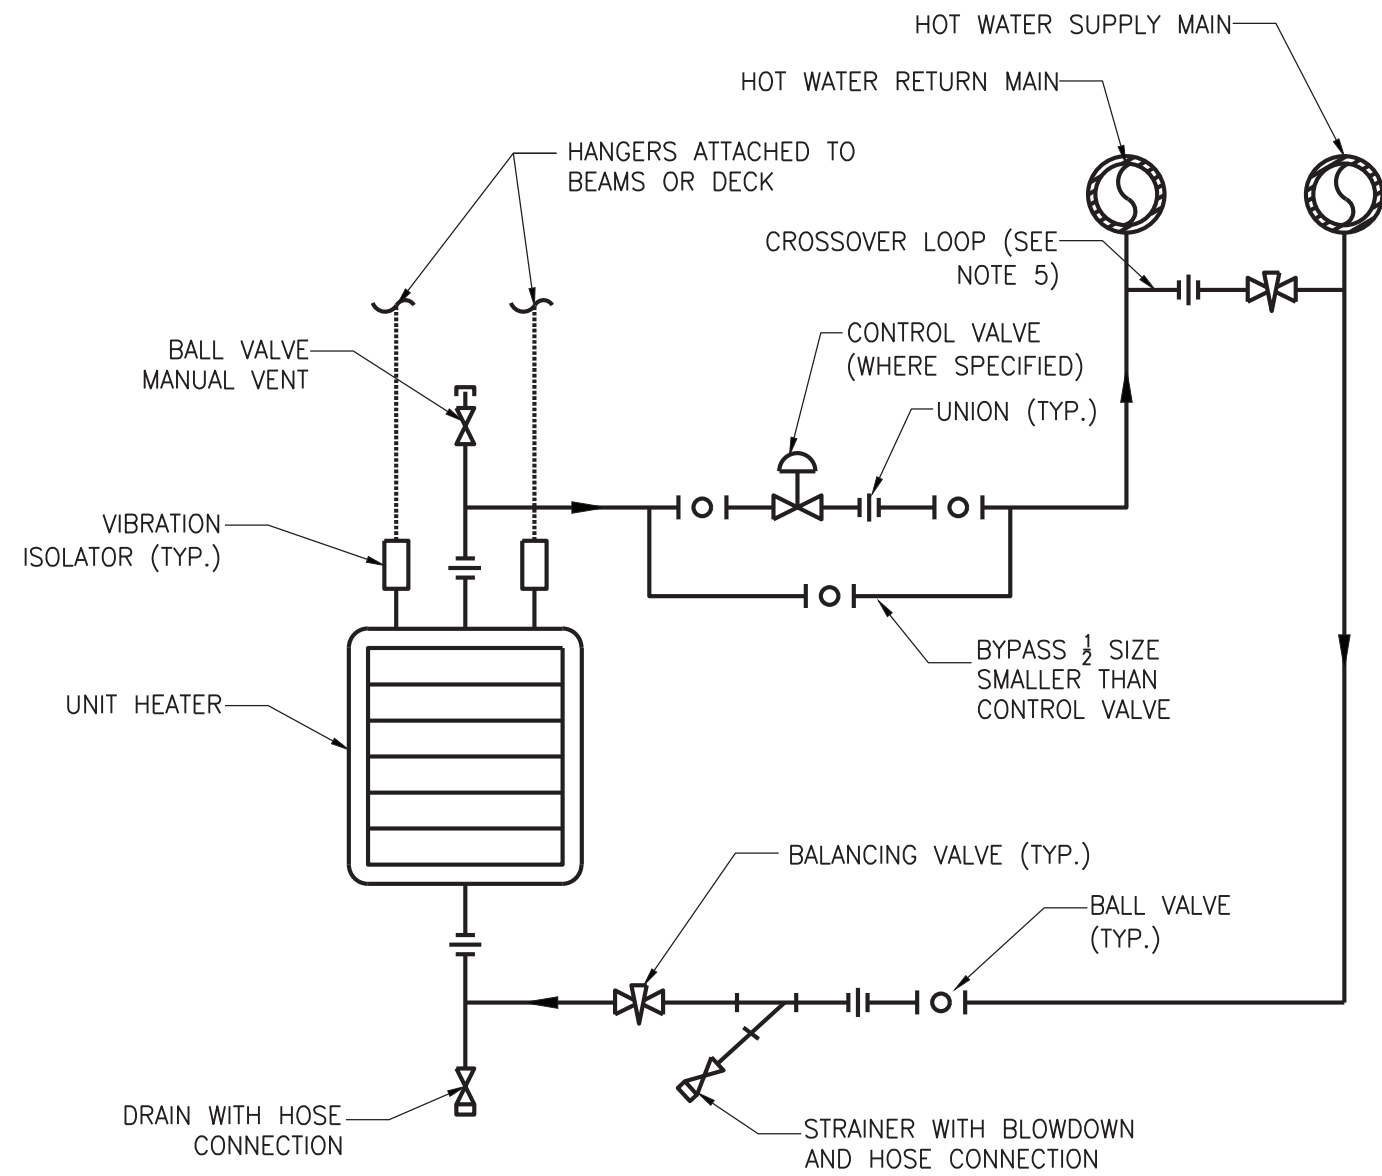 HOT WATER SUPPLY MAIN
HOT WATER RETURN MAIN
HANGERS ATTACHED TO
BEAMS OR DECK
CROSSOVER LOOP (SEE
NOTE 5)
CONTROL VALVE
(WHERE SPECIFIED)
BALL VALVE
MANUAL VENT
UNION (TYP.)
VIBRATION
ISOLATOR (TYP.)
BYPASS ½ SIZE
SMALLER THAN
CONTROL VALVE
UNIT HEATER
BALANCING VALVE (TYP.)
BALL VALVE
(TYP.)
DRAIN WITH HOSE
CONNECTION
STRAINER WITH BLOWDOWN
AND HOSE CONNECTION